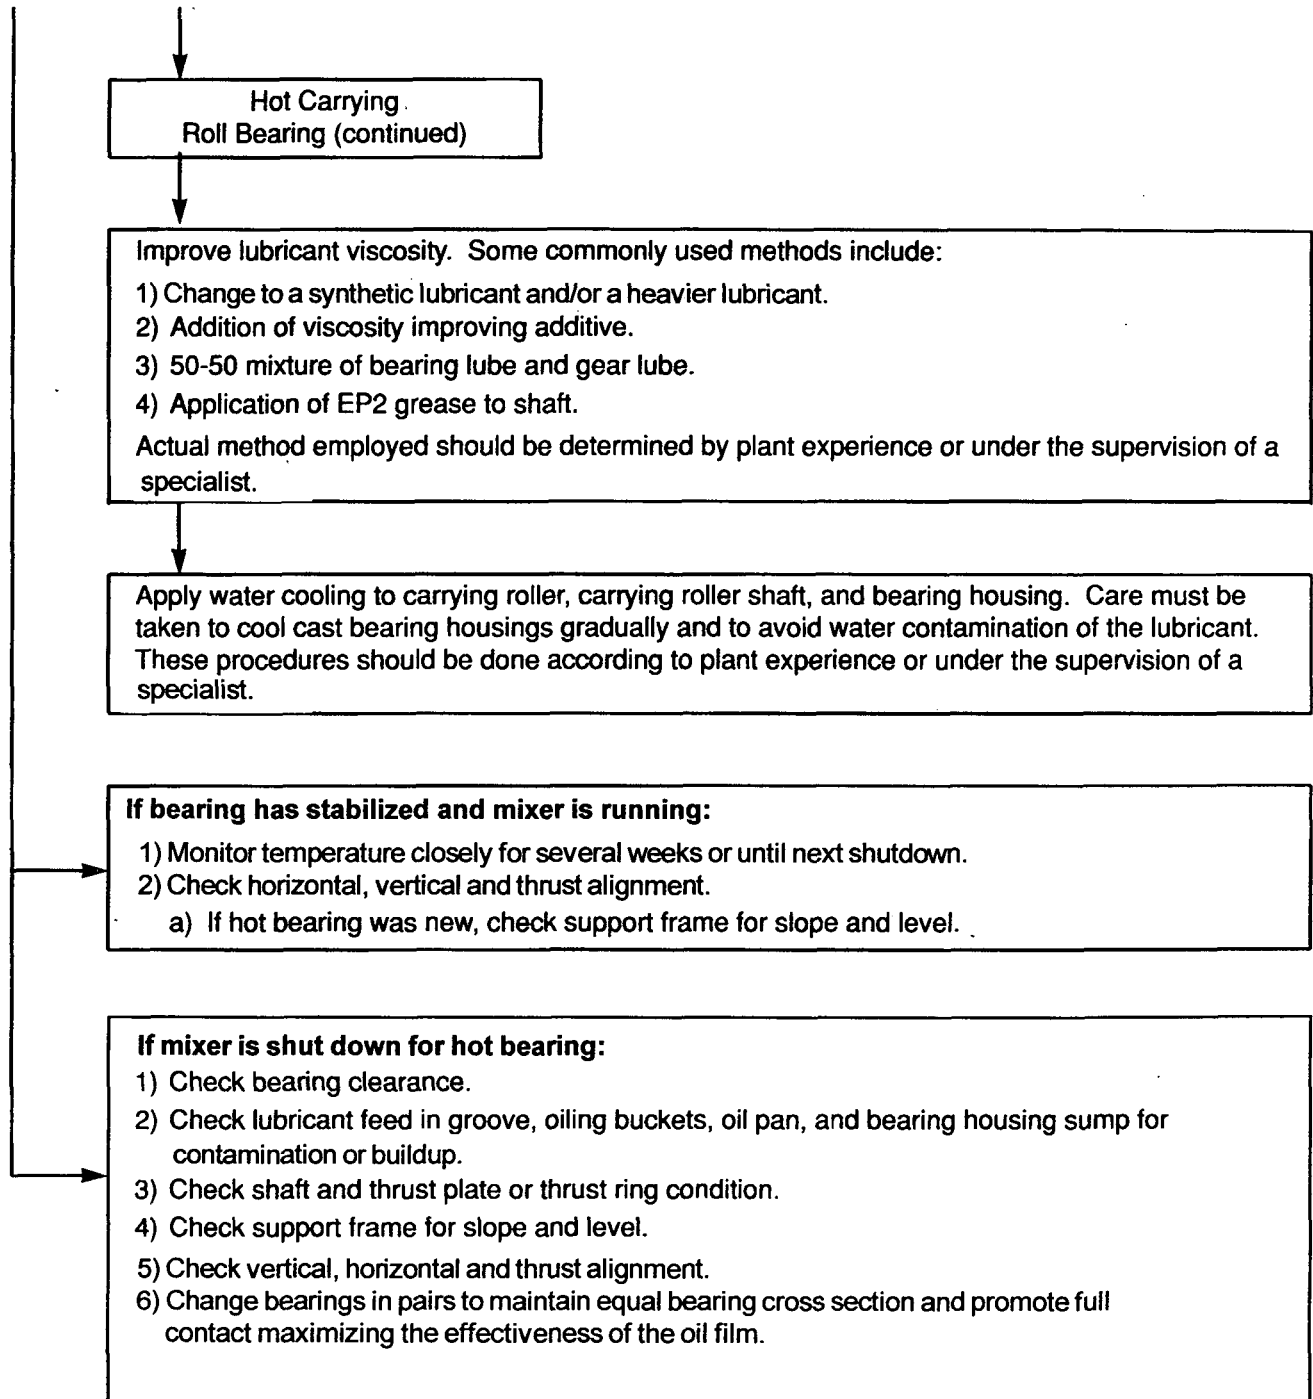 Hot Carrying
Roll Bearing (continued)
Improve lubricant viscosity. Some commonly used methods include:
1) Change to a synthetic lubricant and/or a heavier lubricant.
2) Addition of viscosity improving additive.
3) 50-50 mixture of bearing lube and gear lube.
4) Application of EP2 grease to shaft.
Actual method employed should be determined by plant experience or under the supervision of a
specialist.
Apply water cooling to carrying roller, carrying roller shaft, and bearing housing. Care must be
taken to cool cast bearing housings gradually and to avoid water contamination of the lubricant.
These procedures should be done according to plant experience or under the supervision of a
specialist.
If bearing has stabilized and mixer is running:
1) Monitor temperature closely for several weeks or until next shutdown.
2) Check horizontal, vertical and thrust alignment.
a) If hot bearing was new, check support frame for slope and level.
If mixer is shut down for hot bearing:
1) Check bearing clearance.
2) Check lubricant feed in groove, oiling buckets, oil pan, and bearing housing sump for
contamination or buildup.
3) Check shaft and thrust plate or thrust ring condition.
4) Check support frame for slope and level.
5) Check vertical, horizontal and thrust alignment.
6) Change bearings in pairs to maintain equal bearing cross section and promote full
contact maximizing the effectiveness of the oil film.